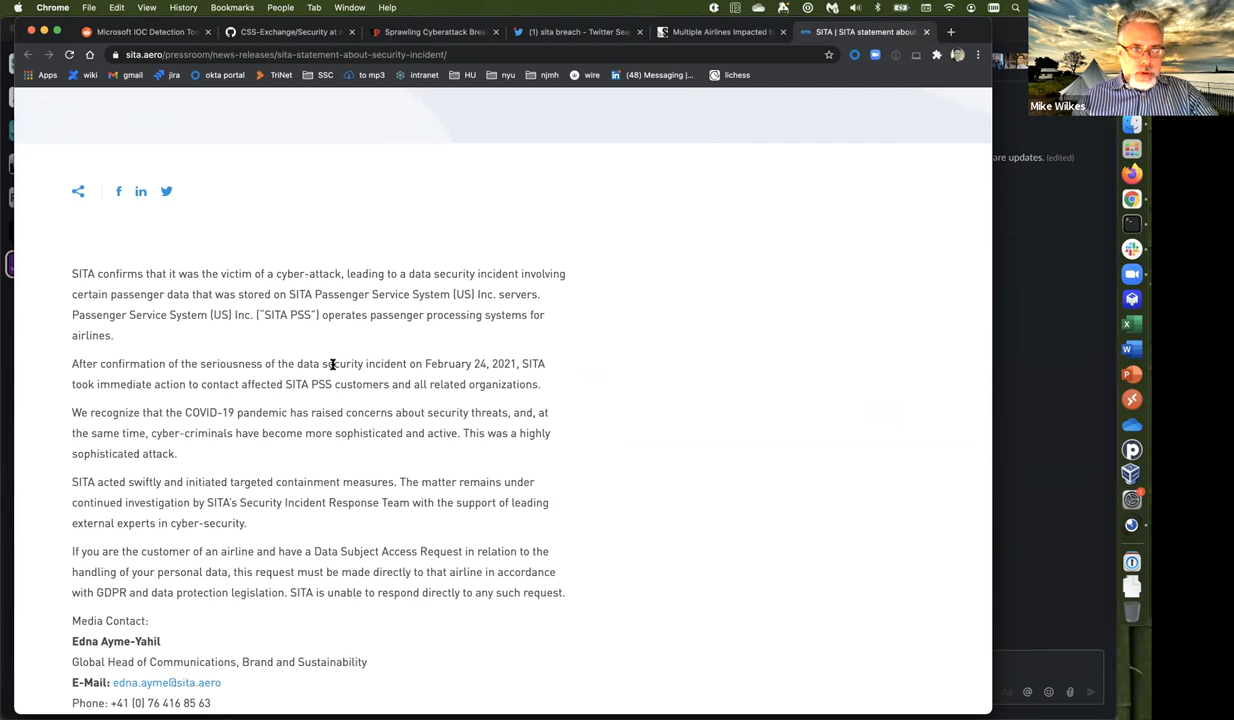 Chrome File Edit View History Bookmarks People Tab Window Help
Microsoft IOC Detection Too
CSS-Exchange/Security at m
Sprawling Cyberattack Brea
(1) sita breach - Twitter Sea
Multiple Airlines Impacted b
SITA | SITA statement abou
sita.aero/pressroom/news-releases/sita-statement-about-security-incident/
Apps wiki gmail jira okta portal TriNet SSC to mp3 intranet HU nyu njmh wire (48) Messaging |... lichess
Mike Wilkes
are updates. (edited)
SITA confirms that it was the victim of a cyber-attack, leading to a data security incident involving
certain passenger data that was stored on SITA Passenger Service System (US) Inc. servers.
Passenger Service System (US) Inc. ("SITA PSS") operates passenger processing systems for
airlines.
After confirmation of the seriousness of the data security incident on February 24, 2021, SITA
took immediate action to contact affected SITA PSS customers and all related organizations.
We recognize that the COVID-19 pandemic has raised concerns about security threats, and, at
the same time, cyber-criminals have become more sophisticated and active. This was a highly
sophisticated attack.
SITA acted swiftly and initiated targeted containment measures. The matter remains under
continued investigation by SITA's Security Incident Response Team with the support of leading
external experts in cyber-security.
If you are the customer of an airline and have a Data Subject Access Request in relation to the
handling of your personal data, this request must be made directly to that airline in accordance
with GDPR and data protection legislation. SITA is unable to respond directly to any such request.
Media Contact:
Edna Ayme-Yahil
Global Head of Communications, Brand and Sustainability
E-Mail: edna.ayme@sita.aero
Phone: +41 (0) 76 416 85 63